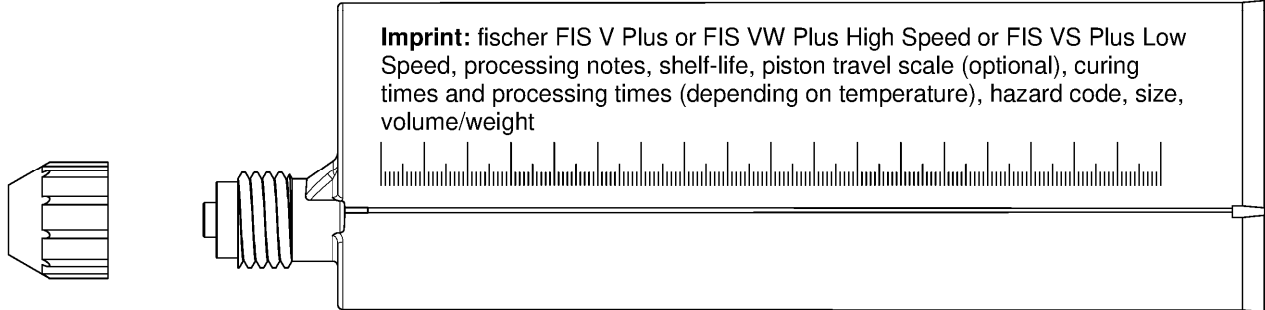 Imprint: fischer FIS V Plus or FIS VW Plus High Speed or FIS VS Plus Low
Speed, processing notes, shelf-life, piston travel scale (optional), curing
times and processing times (depending on temperature), hazard code, size,
volume/weight